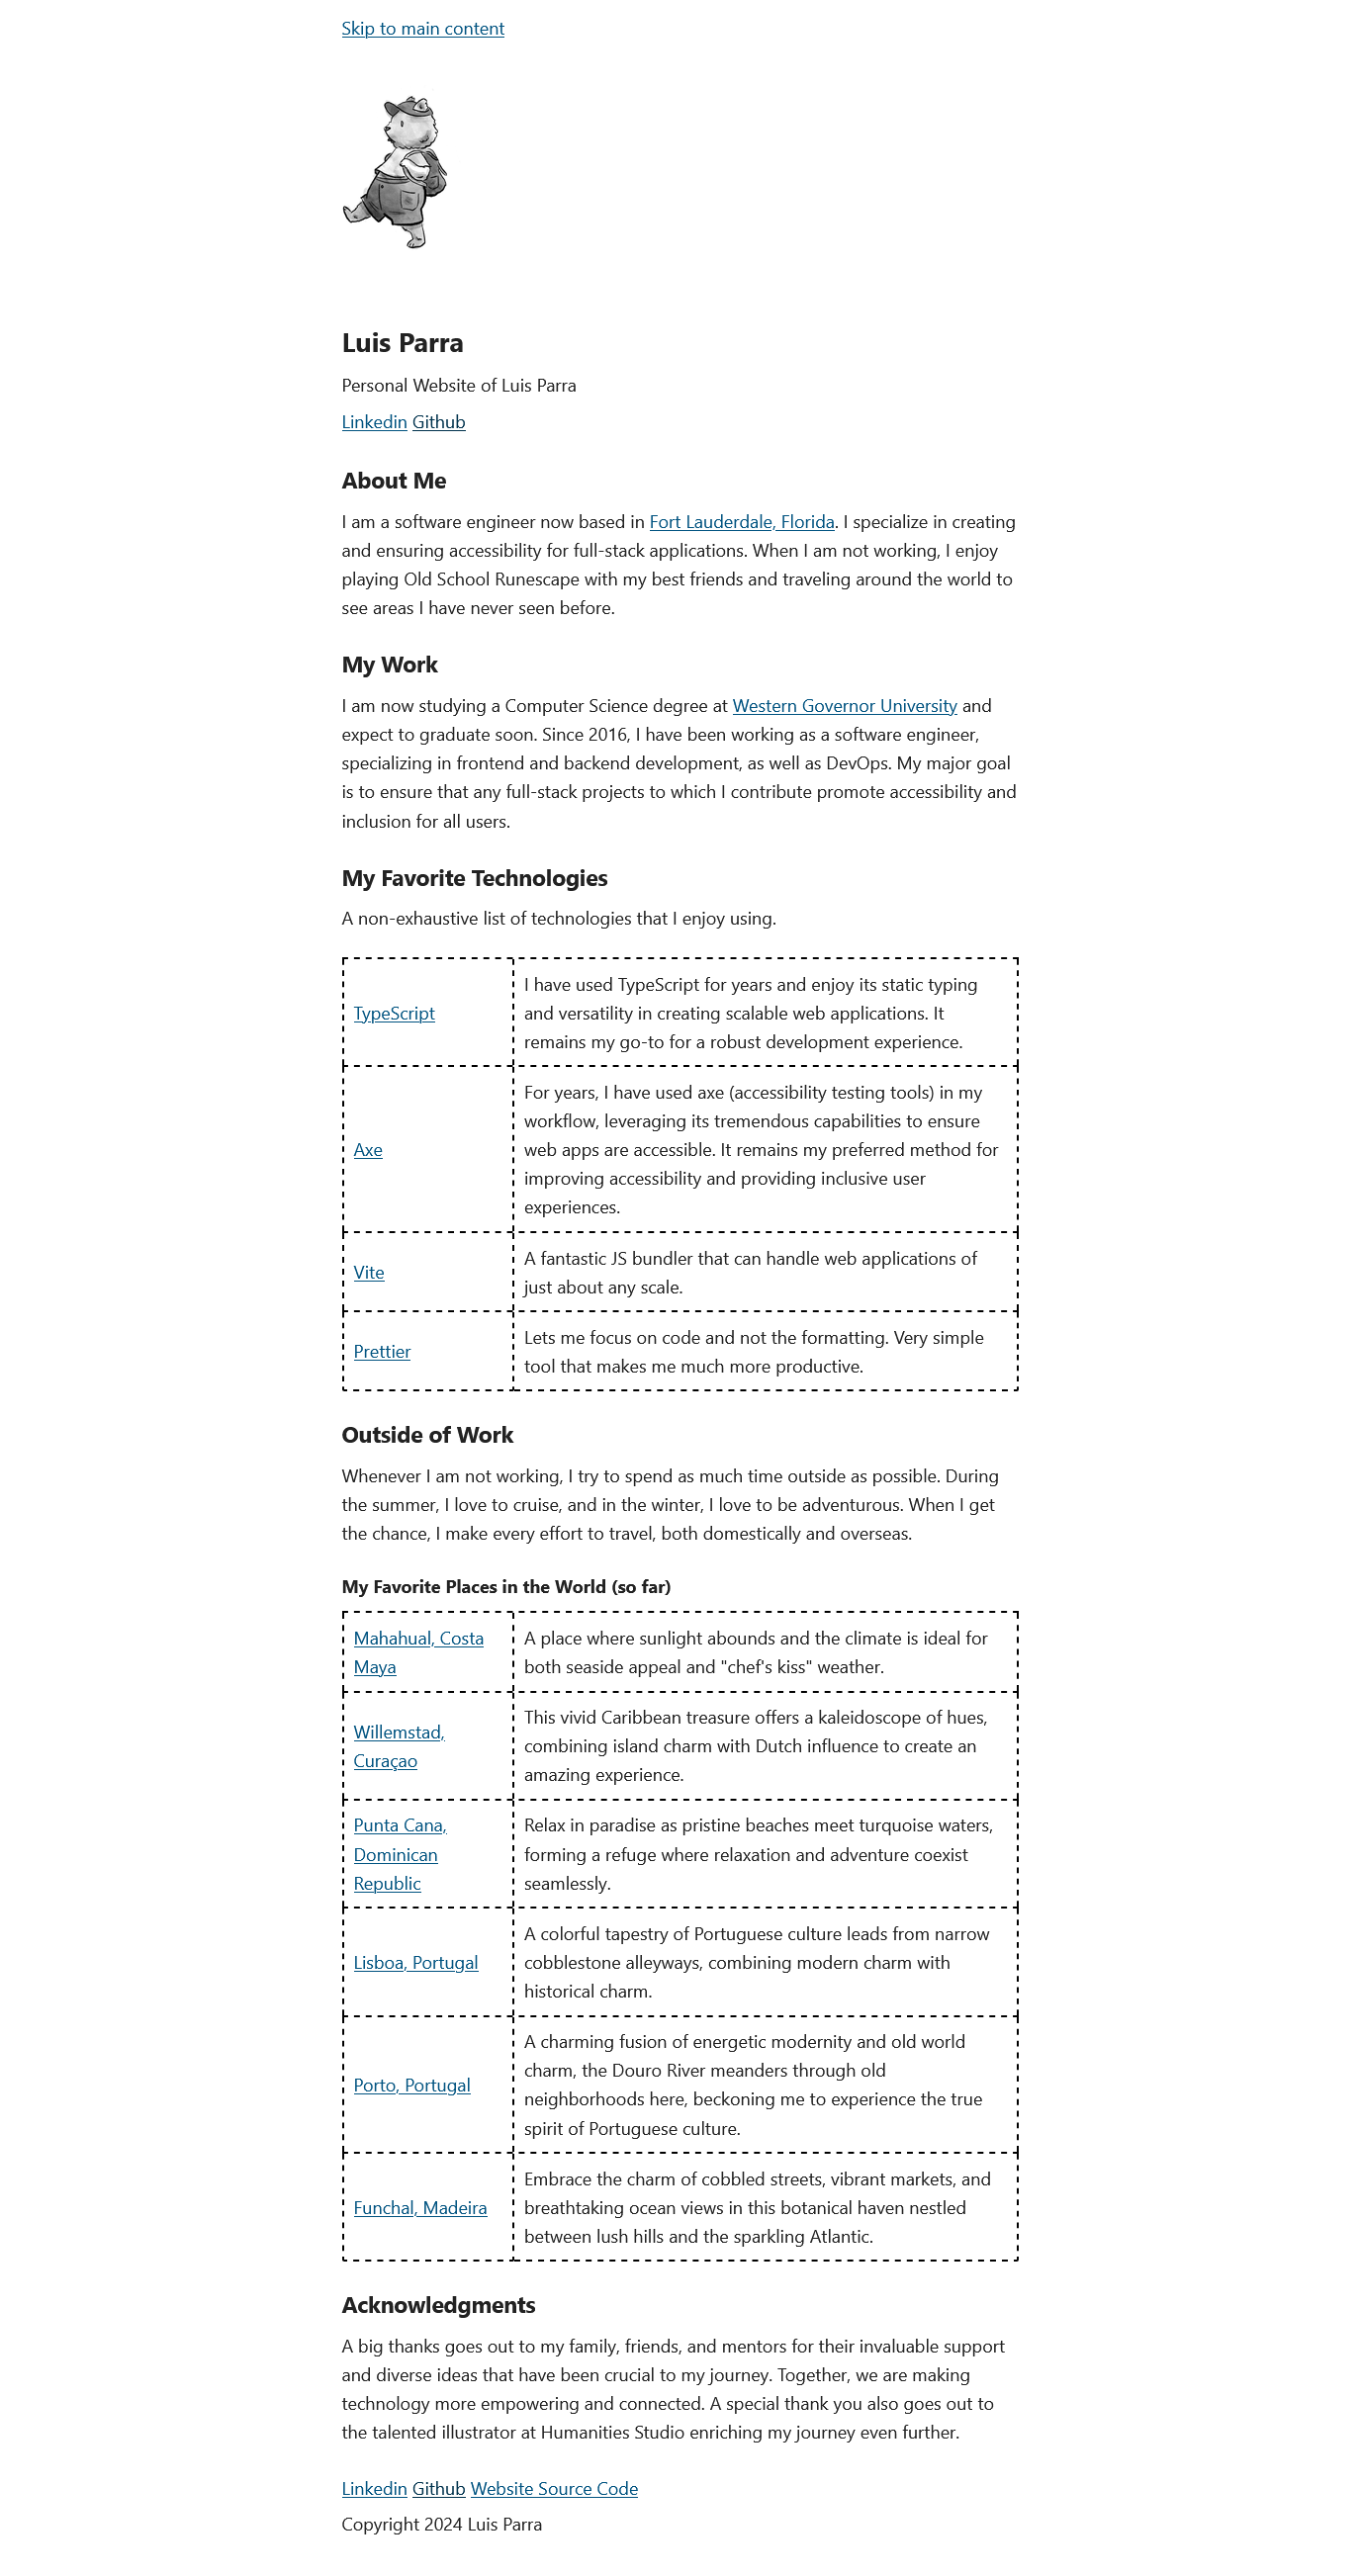 Skip to main content
Luis Parra
Personal Website of Luis Parra
Linkedin Github
About Me
I am a software engineer now based in Fort Lauderdale, Florida. I specialize in creating
and ensuring accessibility for full-stack applications. When I am not working, I enjoy
playing Old School Runescape with my best friends and traveling around the world to
see areas I have never seen before.
My Work
I am now studying a Computer Science degree at Western Governor University and
expect to graduate soon. Since 2016, I have been working as a software engineer,
specializing in frontend and backend development, as well as DevOps. My major goal
is to ensure that any full-stack projects to which I contribute promote accessibility and
inclusion for all users.
My Favorite Technologies
A non-exhaustive list of technologies that I enjoy using.
TypeScript
I have used TypeScript for years and enjoy its static typing
and versatility in creating scalable web applications. It
remains my go-to for a robust development experience.
Axe
For years, I have used axe (accessibility testing tools) in my
workflow, leveraging its tremendous capabilities to ensure
web apps are accessible. It remains my preferred method for
improving accessibility and providing inclusive user
experiences.
Vite
A fantastic JS bundler that can handle web applications of
just about any scale.
Prettier
Lets me focus on code and not the formatting. Very simple
tool that makes me much more productive.
Outside of Work
Whenever I am not working, I try to spend as much time outside as possible. During
the summer, I love to cruise, and in the winter, I love to be adventurous. When I get
the chance, I make every effort to travel, both domestically and overseas.
My Favorite Places in the World (so far)
Mahahual, Costa
Maya
A place where sunlight abounds and the climate is ideal for
both seaside appeal and "chef's kiss" weather.
Willemstad,
Curaçao
This vivid Caribbean treasure offers a kaleidoscope of hues,
combining island charm with Dutch influence to create an
amazing experience.
Punta Cana,
Dominican
Republic
Relax in paradise as pristine beaches meet turquoise waters,
forming a refuge where relaxation and adventure coexist
seamlessly.
Lisboa, Portugal
A colorful tapestry of Portuguese culture leads from narrow
cobblestone alleyways, combining modern charm with
historical charm.
Porto, Portugal
A charming fusion of energetic modernity and old world
charm, the Douro River meanders through old
neighborhoods here, beckoning me to experience the true
spirit of Portuguese culture.
Funchal, Madeira
Embrace the charm of cobbled streets, vibrant markets, and
breathtaking ocean views in this botanical haven nestled
between lush hills and the sparkling Atlantic.
Acknowledgments
A big thanks goes out to my family, friends, and mentors for their invaluable support
and diverse ideas that have been crucial to my journey. Together, we are making
technology more empowering and connected. A special thank you also goes out to
the talented illustrator at Humanities Studio enriching my journey even further.
Linkedin Github Website Source Code
Copyright 2024 Luis Parra